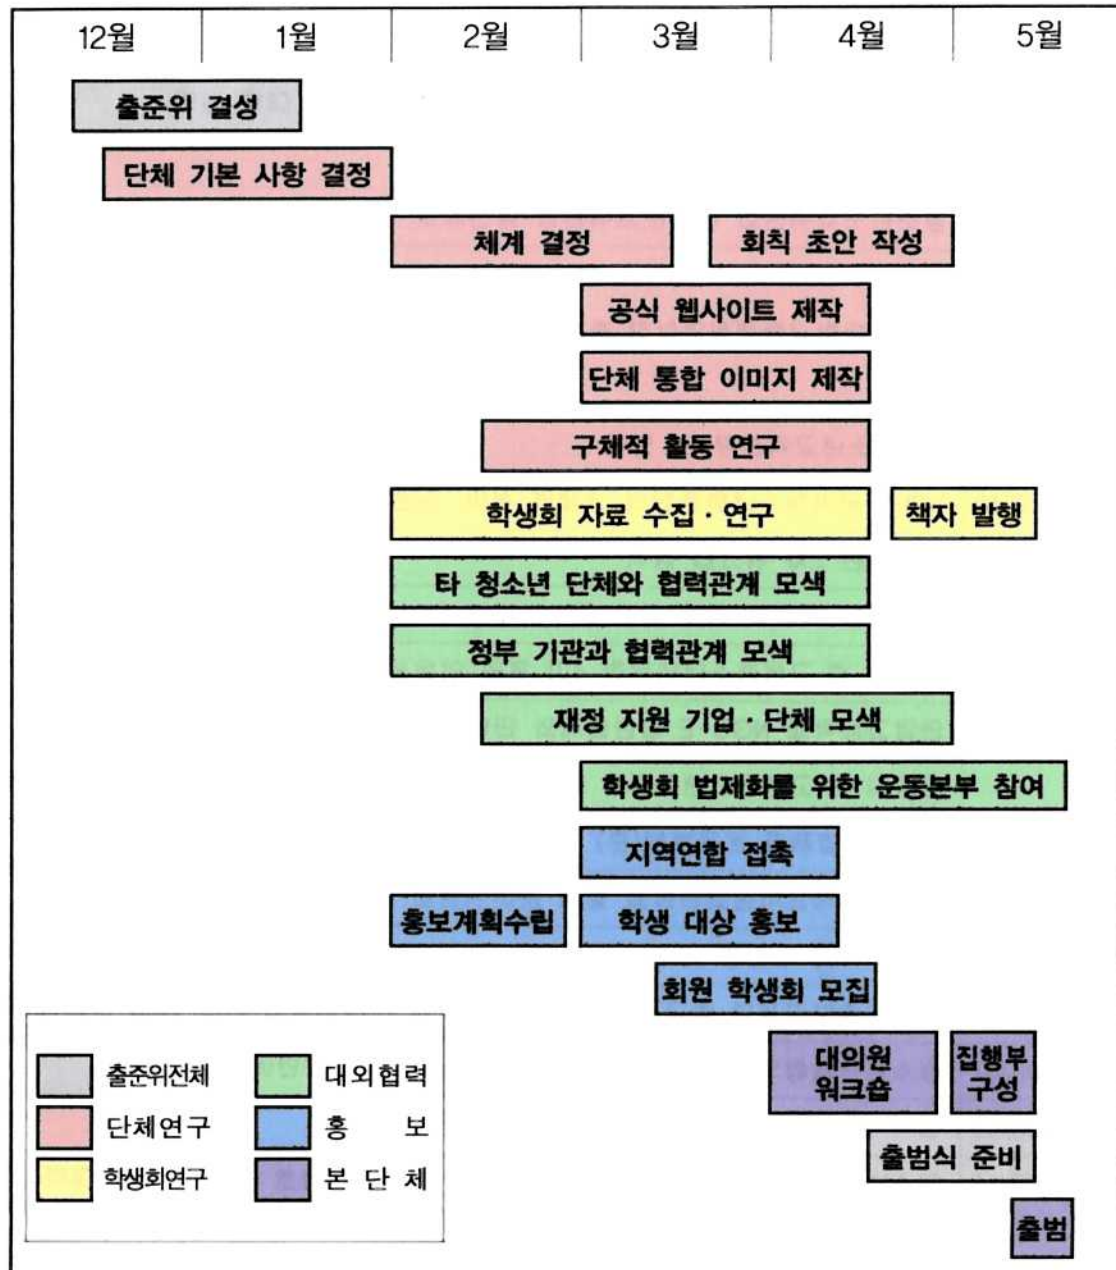 12월 1월 2월 3월 4월 5월
출준위 결성
단체 기본 사항 결정
체계 결정 회칙 초안 작성
공식 웹사이트 제작
단체 통합 이미지 제작
구체적 활동 연구
학생회 자료 수집 · 연구 책자 발행
타 청소년 단체와 협력관계 모색
정부 기관과 협력관계 모색
재정 지원 기업 · 단체 모색
학생회 법제화를 위한 운동본부 참여
지역연합 접촉
홍보계획수립 학생 대상 홍보
회원 학생회 모집
대의원 집행부
워크숍 구성
출범식 준비
출범
출준위전체 대외협력
단체연구 홍 보
학생회연구 본 단 체